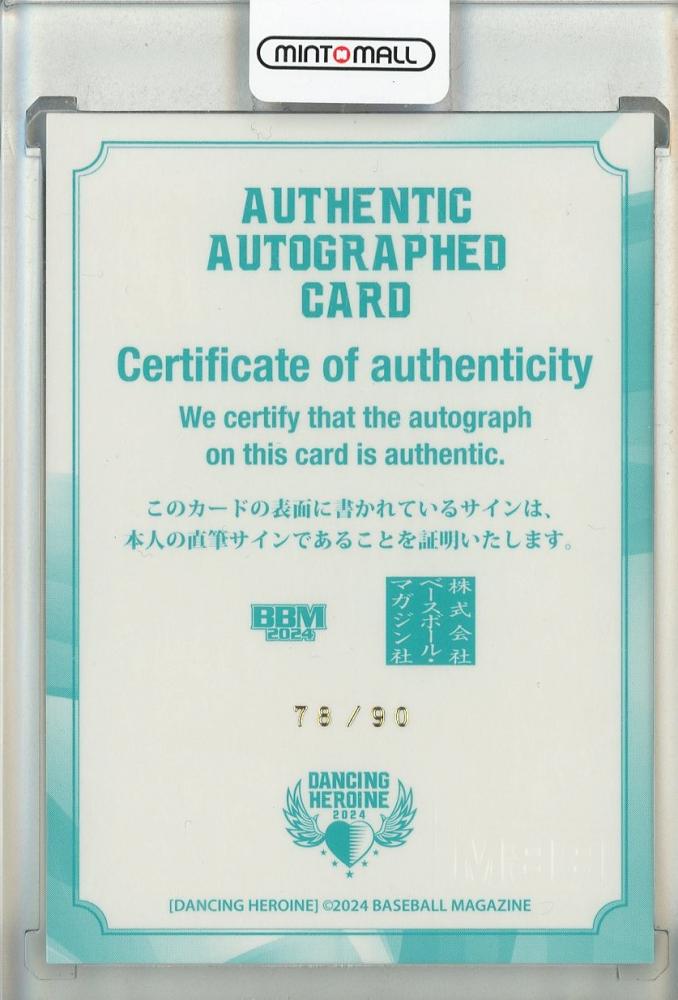 MINT MALL
AUTHENTIC
AUTOGRAPHED
CARD
Certificate of authenticity
We certify that the autograph
on this card is authentic.
このカードの表面に書かれているサインは、
本人の直筆サインであることを証明いたします。
BBM
2024
株式会社
ベースボール・
マガジン社
78/90
DANCING
HEROINE
2024
[DANCING HEROINE] ©2024 BASEBALL MAGAZINE